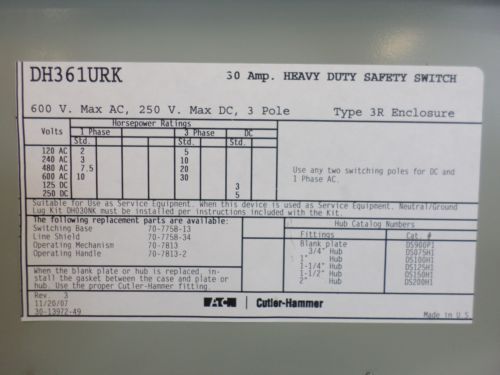 DH361URK 30 Amp. HEAVY DUTY SAFETY SWITCH
600 V. Max AC, 250 V. Max DC, 3 Pole Type 3R Enclosure
Horsepower Ratings
Volts 1 Phase 3 Phase DC
Std. Std. Std.
120 AC 2 5
240 AC 3 10
480 AC 7.5 20
600 AC 10 30
125 DC 3
250 DC 5
Use any two switching poles for DC and
1 Phase AC.
Suitable for Use as Service Equipment. When this device is used as Service Equipment, Neutral/Ground
Lug Kit DH030NK must be installed per instructions included with the Kit.
The following replacement parts are available:
Switching Base 70-7758-13
Line Shield 70-7758-34
Operating Mechanism 70-7813
Operating Handle 70-7813-2
Hub Catalog Numbers
Fittings Cat. #
Blank plate DS900P1
3/4" Hub DS075H1
1" Hub DS100H1
1-1/4" Hub DS125H1
1-1/2" Hub DS150H1
2" Hub DS200H1
When the blank plate or hub is replaced, in-
stall the gasket between the case and plate or
hub. Use the proper Cutler-Hammer fitting.
Rev. 3
11/26/07
30-13972-49
Cutler-Hammer
Made in U.S.